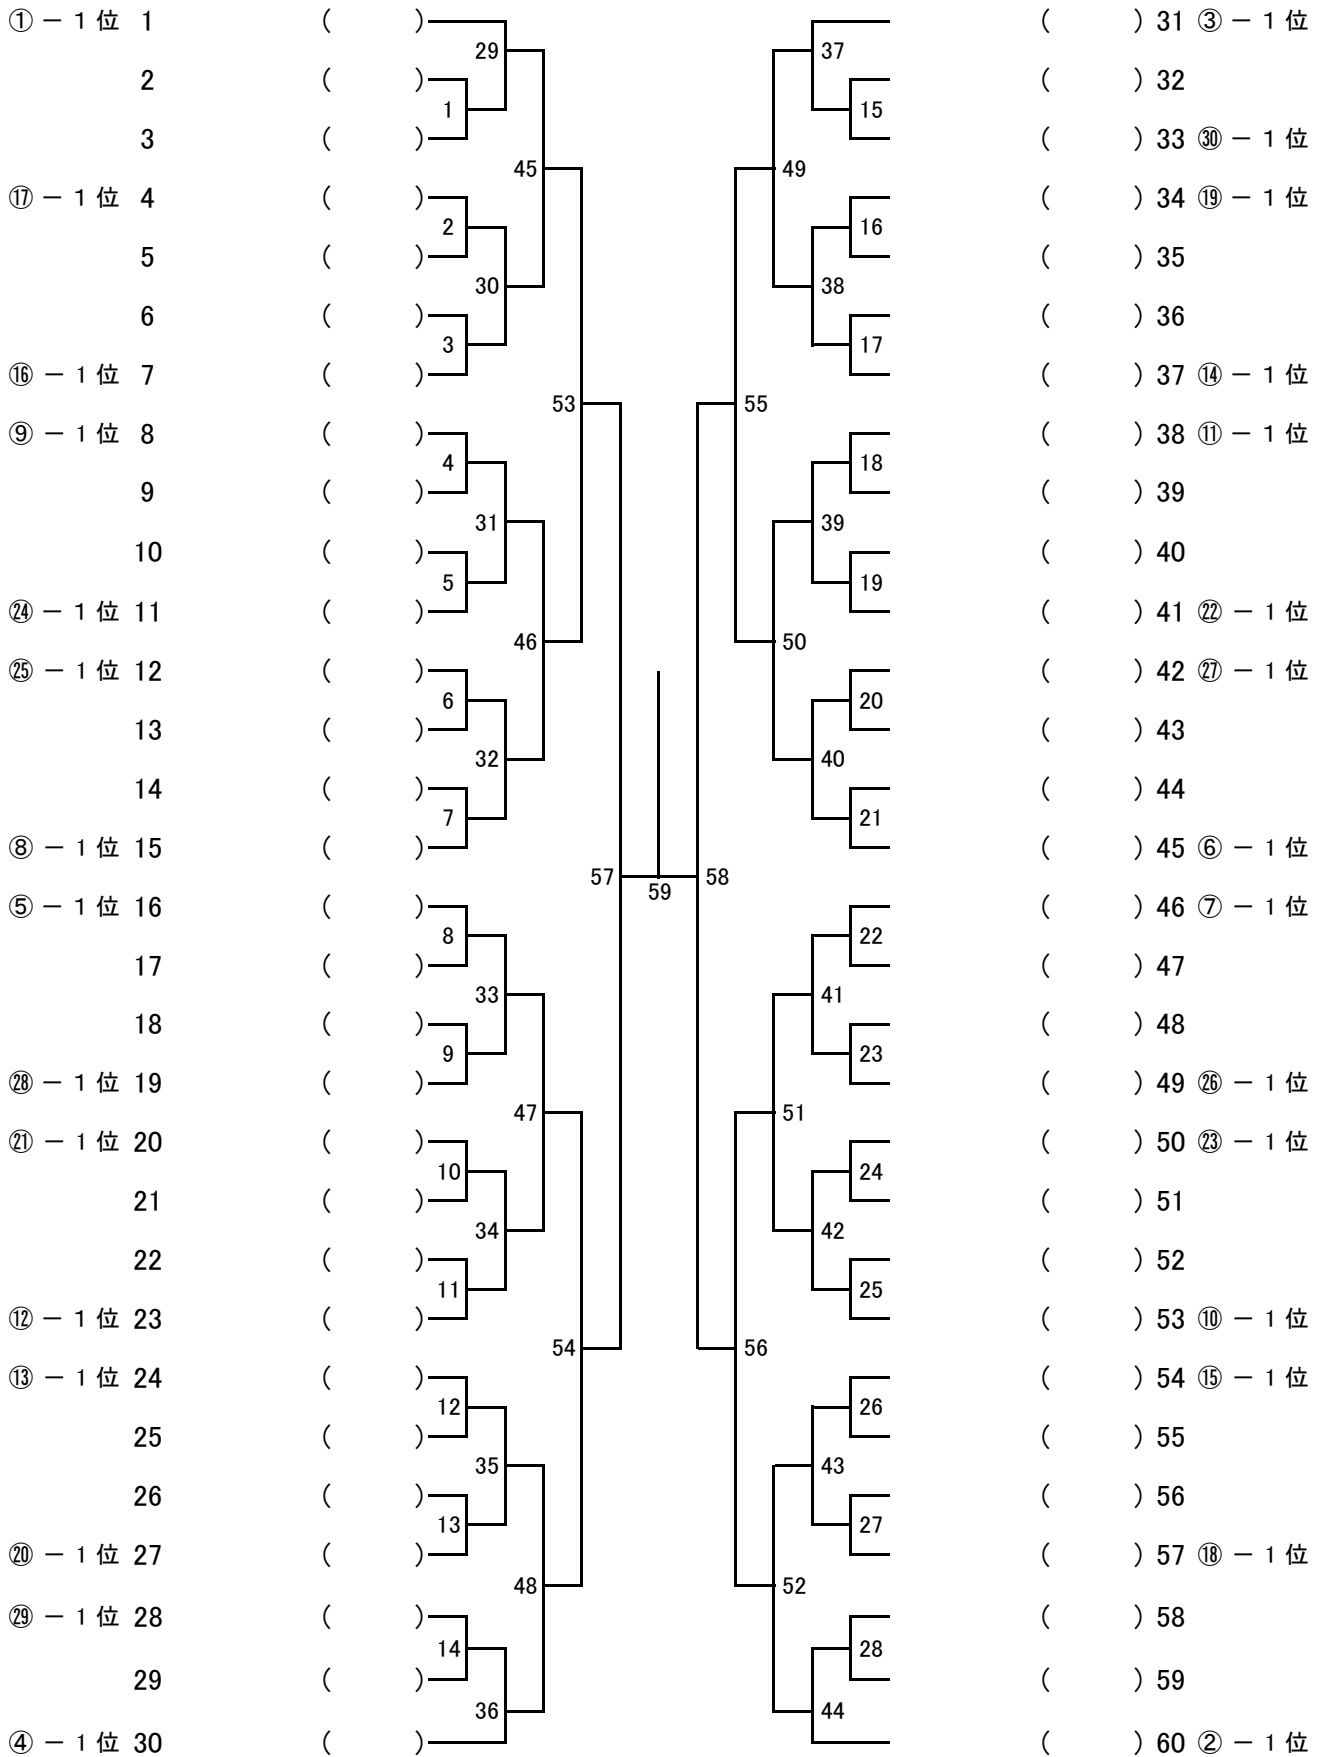 ①－１位 1 ( ) ( ) 31 ③－１位
29 37
2 ( ) ( ) 32
1 15
3 ( ) ( ) 33 ㉚－１位
45 49
⑰－１位 4 ( ) ( ) 34 ⑲－１位
2 16
5 ( ) ( ) 35
30 38
6 ( ) ( ) 36
3 17
⑯－１位 7 ( ) ( ) 37 ⑭－１位
53 55
⑨－１位 8 ( ) ( ) 38 ⑪－１位
4 18
9 ( ) ( ) 39
31 39
10 ( ) ( ) 40
5 19
㉔－１位 11 ( ) ( ) 41 ㉒－１位
46 50
㉕－１位 12 ( ) ( ) 42 ㉗－１位
6 20
13 ( ) ( ) 43
32 40
14 ( ) ( ) 44
7 21
⑧－１位 15 ( ) ( ) 45 ⑥－１位
57 59 58
⑤－１位 16 ( ) ( ) 46 ⑦－１位
8 22
17 ( ) ( ) 47
33 41
18 ( ) ( ) 48
9 23
㉘－１位 19 ( ) ( ) 49 ㉖－１位
47 51
㉑－１位 20 ( ) ( ) 50 ㉓－１位
10 24
21 ( ) ( ) 51
34 42
22 ( ) ( ) 52
11 25
⑫－１位 23 ( ) ( ) 53 ⑩－１位
54 56
⑬－１位 24 ( ) ( ) 54 ⑮－１位
12 26
25 ( ) ( ) 55
35 43
26 ( ) ( ) 56
13 27
⑳－１位 27 ( ) ( ) 57 ⑱－１位
48 52
㉙－１位 28 ( ) ( ) 58
14 28
29 ( ) ( ) 59
36 44
④－１位 30 ( ) ( ) 60 ②－１位